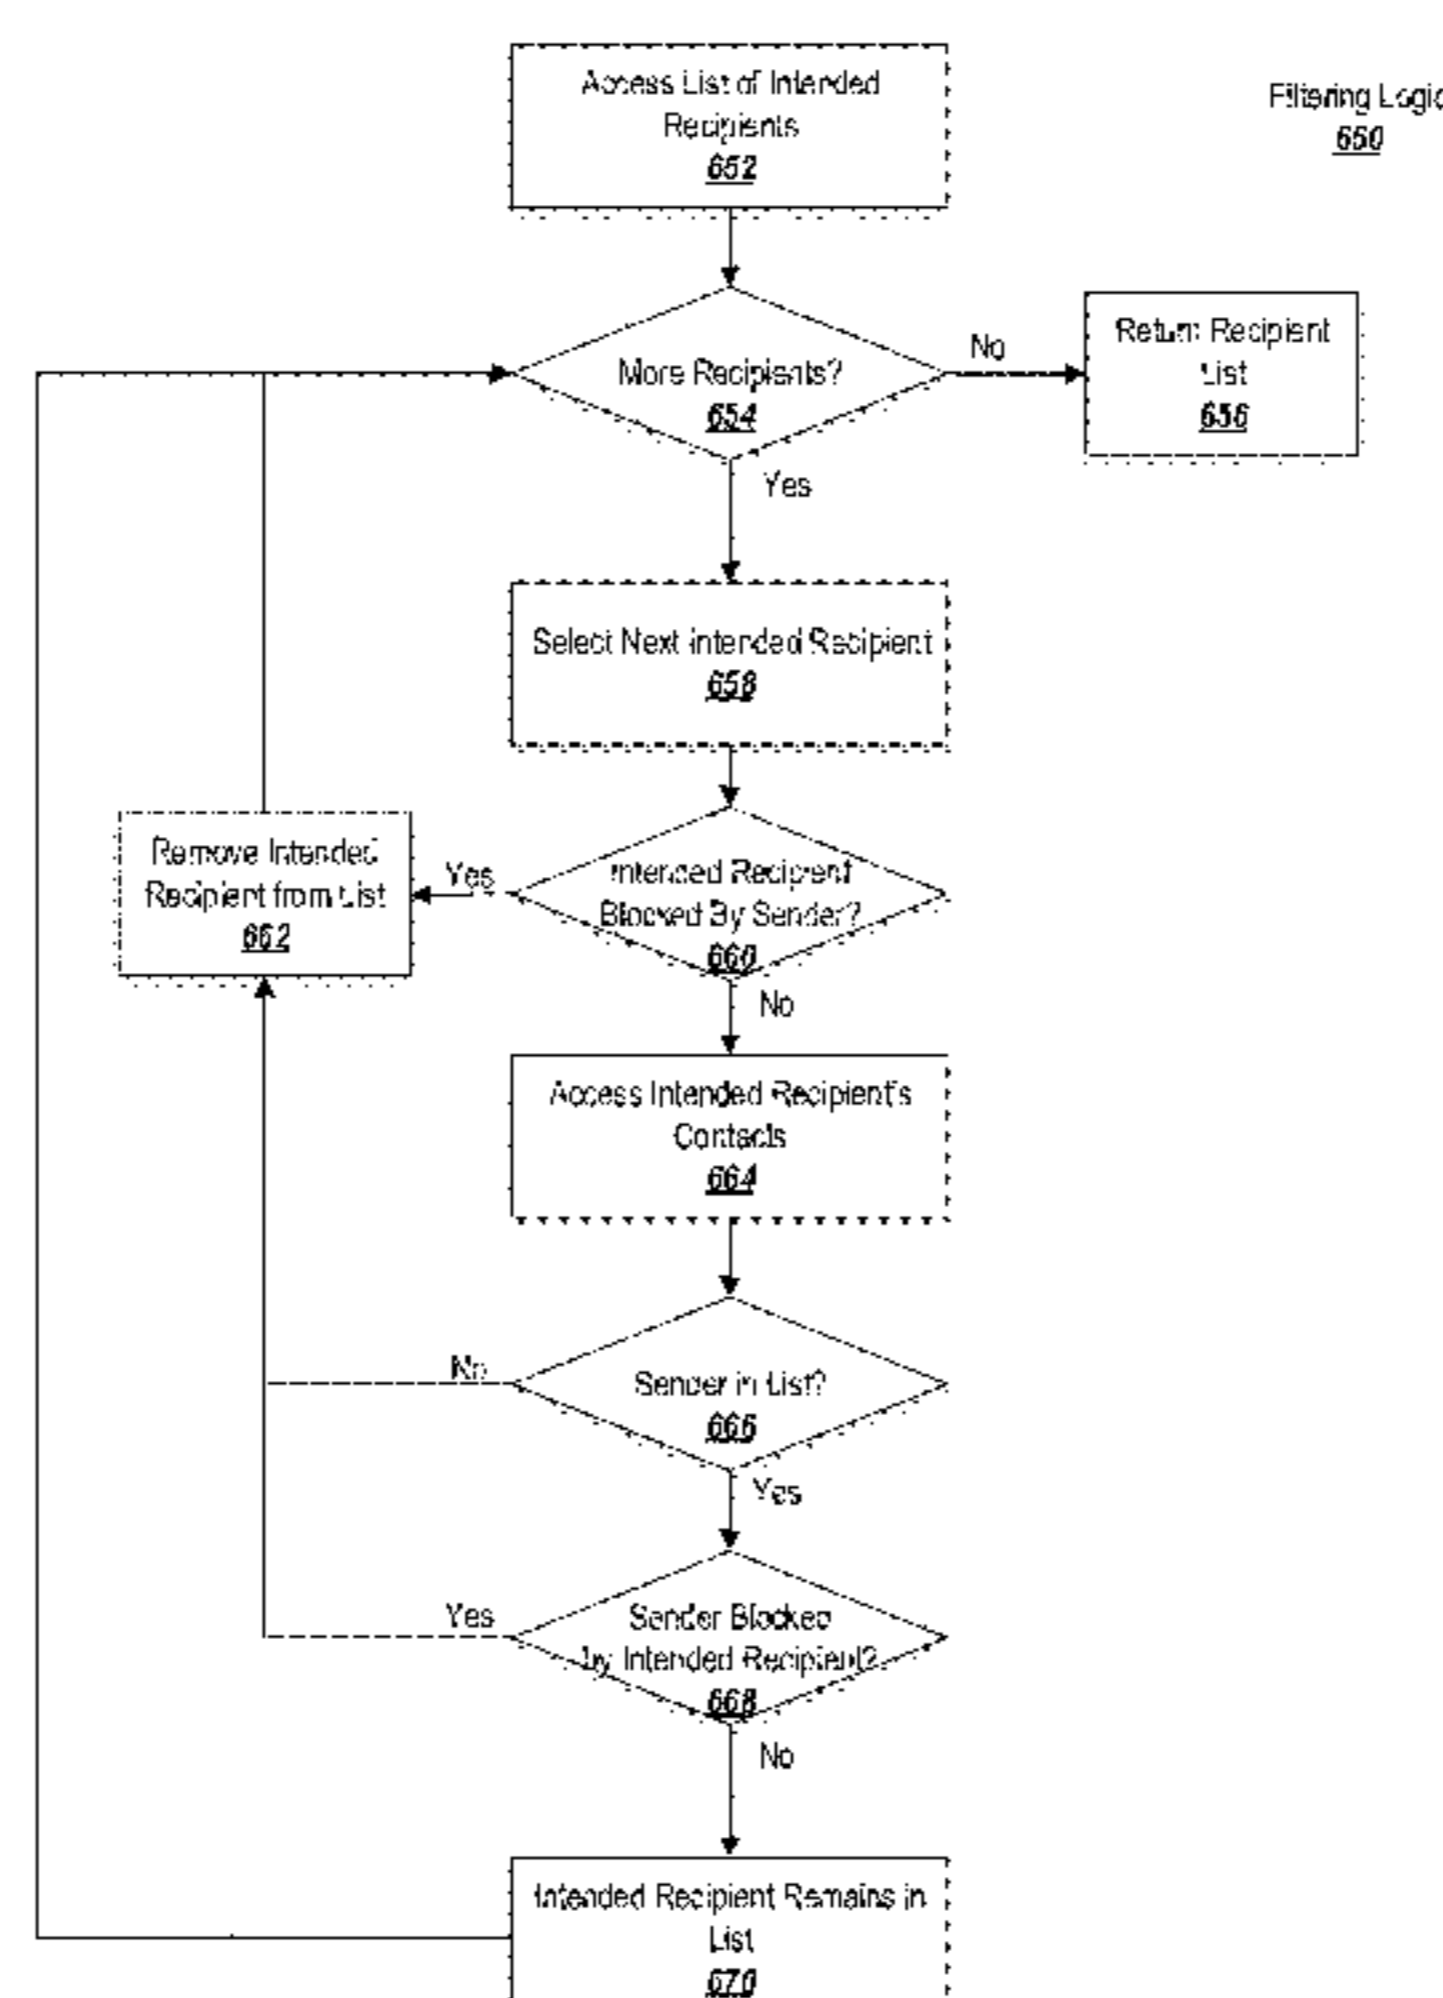 Access List of Intended
Recipients
652
Filtering Logic
650
More Recipients?
654
No
Return Recipient
List
656
Yes
Select Next Intended Recipient
658
Remove Intended
Recipient from List
662
Yes
Intended Recipient
Blocked By Sender?
660
No
Access Intended Recipient's
Contacts
664
No
Sender in List?
666
Yes
Yes
Sender Blocked
by Intended Recipient?
668
No
Intended Recipient Remains in
List
670